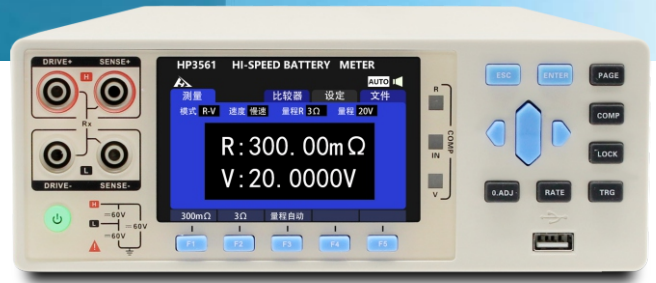 DRIVE+ SENSE+
H
Rx
L
DRIVE- SENSE-
H
L
60V
60V
60V
HP3561 HI-SPEED BATTERY METER
AUTO
测量 比较器 设定 文件
模式 R-V 速度 慢速 量程R 3Ω 量程 20V
R:300.00mΩ
V:20.0000V
300mΩ 3Ω 量程自动
F1 F2 F3 F4 F5
R
IN
V
COMP
ESC ENTER PAGE
COMP
LOCK
0.ADJ RATE TRG